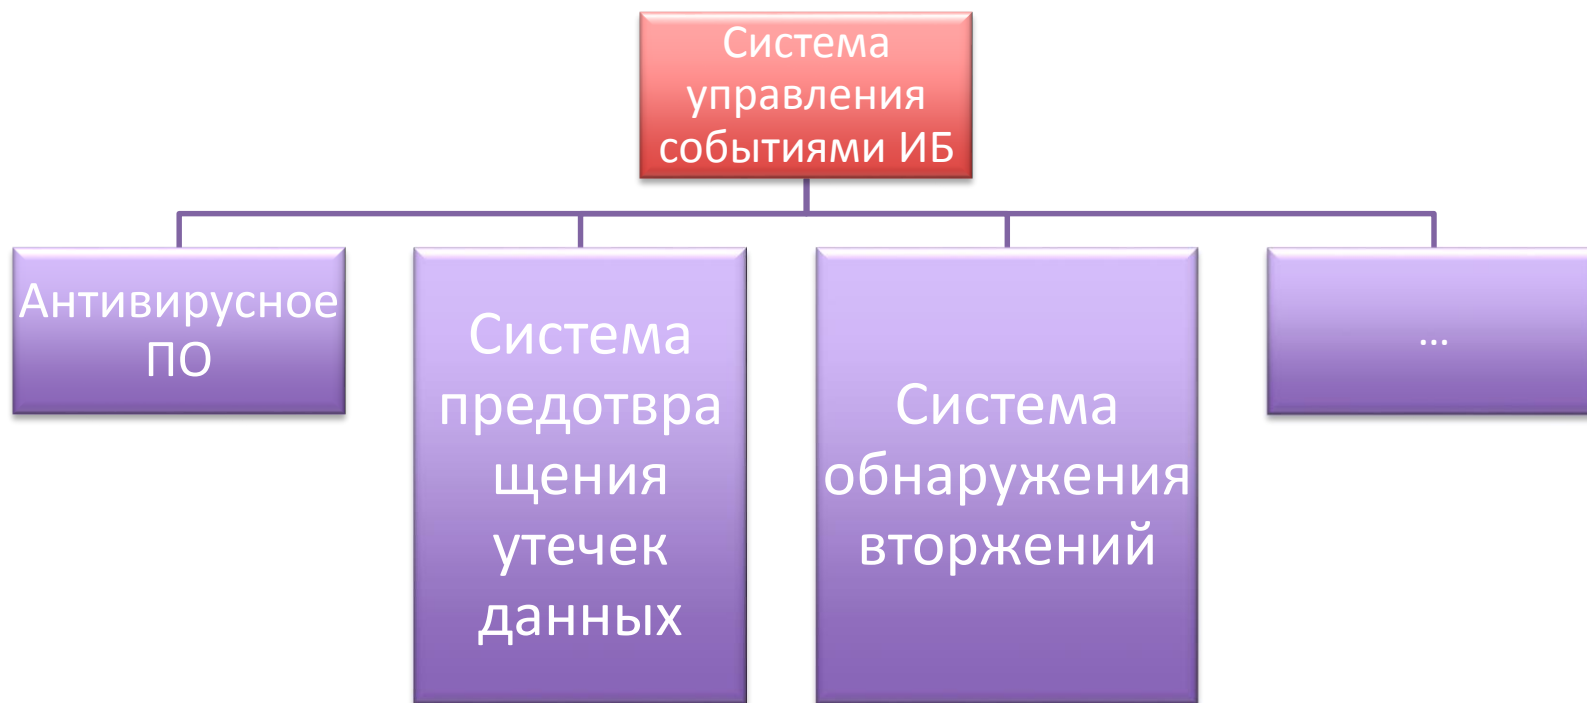 Система
управления
событиями ИБ
Антивирусное
ПО
Система
предотвра
щения
утечек
данных
Система
обнаружения
вторжений
...